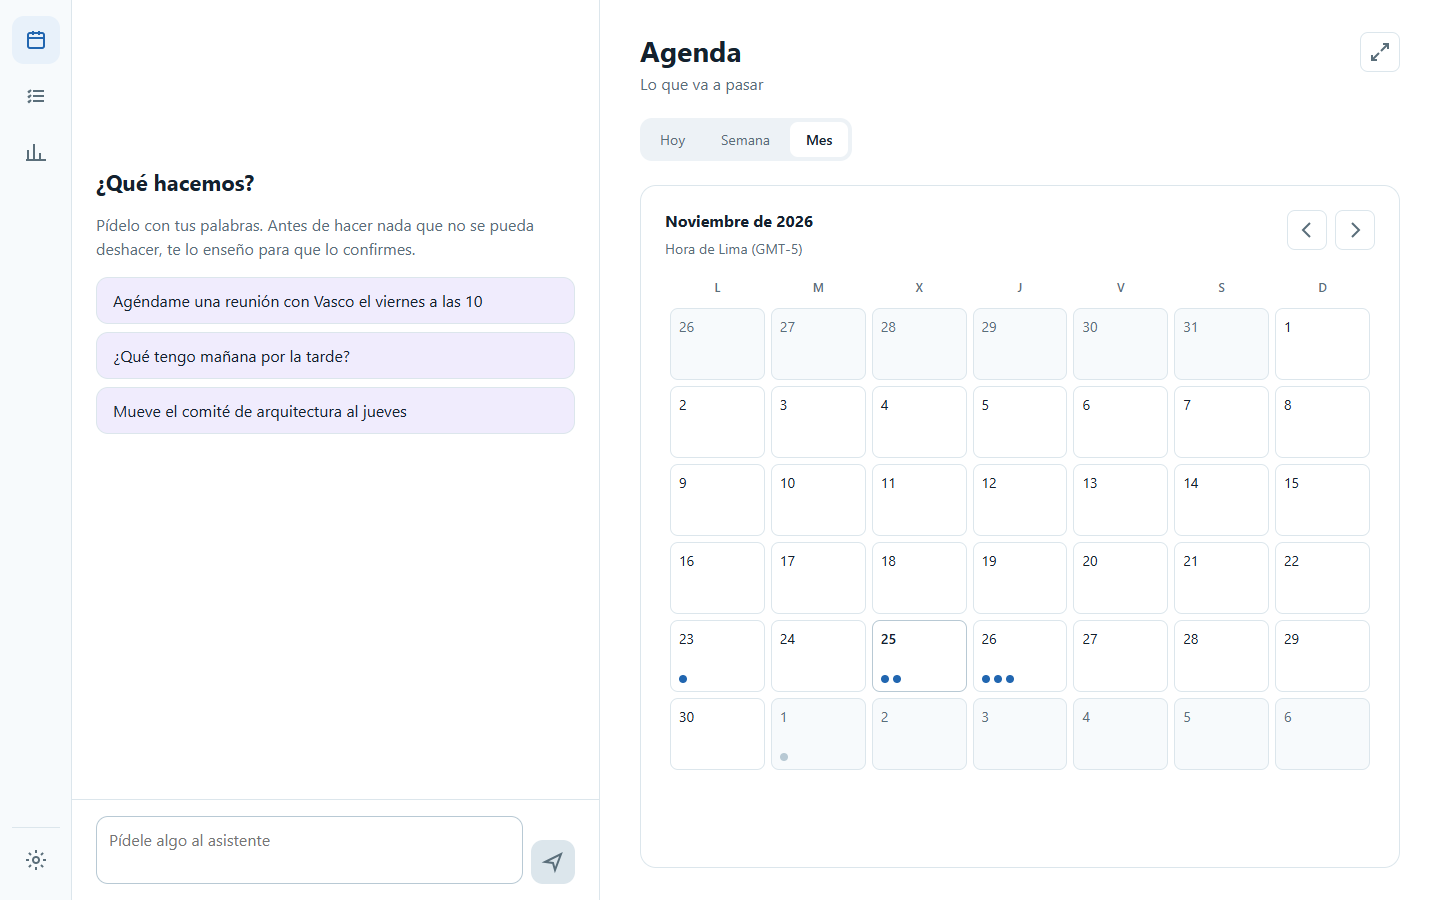 ¿Qué hacemos?
Pídelo con tus palabras. Antes de hacer nada que no se pueda
deshacer, te lo enseño para que lo confirmes.
Agéndame una reunión con Vasco el viernes a las 10
¿Qué tengo mañana por la tarde?
Mueve el comité de arquitectura al jueves
Pídele algo al asistente
Agenda
Lo que va a pasar
Hoy Semana Mes
Noviembre de 2026
Hora de Lima (GMT-5)
L M X J V S D
26 27 28 29 30 31 1
2 3 4 5 6 7 8
9 10 11 12 13 14 15
16 17 18 19 20 21 22
23 24 25 26 27 28 29
30 1 2 3 4 5 6